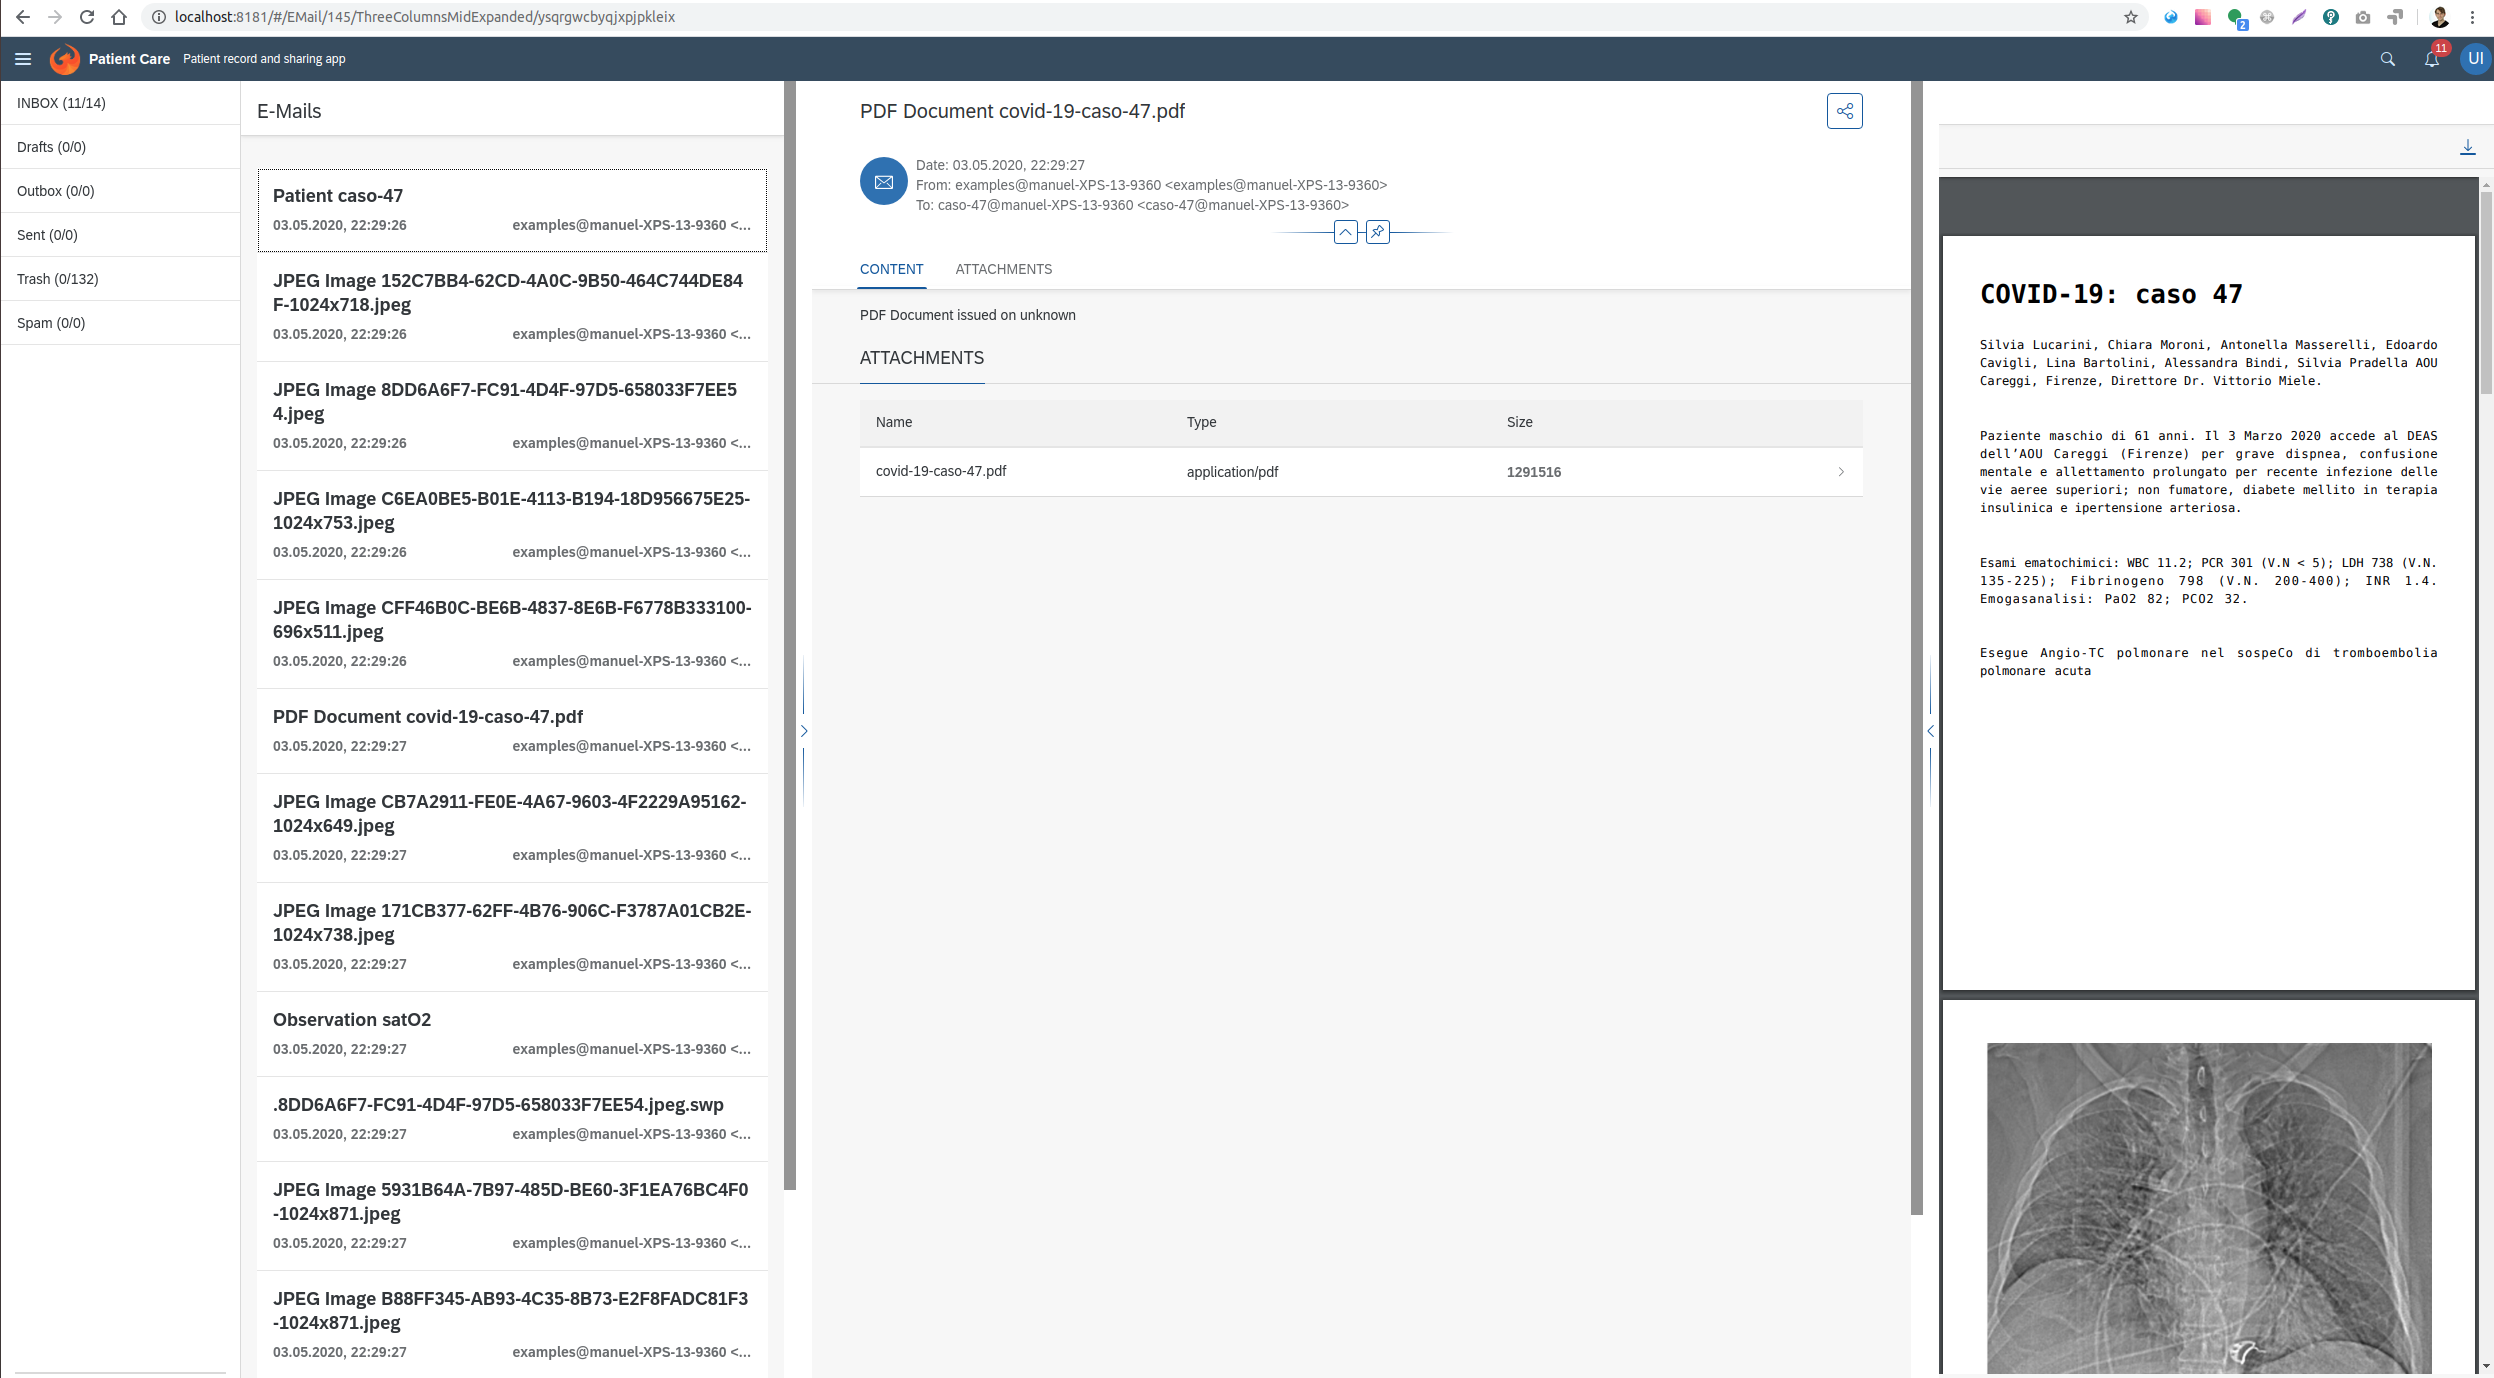 localhost:8181/#/EMail/145/ThreeColumnsMidExpanded/ysqrgwcbyqjxpjpkleix
2
Patient Care Patient record and sharing app
11
UI
INBOX (11/14)
Drafts (0/0)
Outbox (0/0)
Sent (0/0)
Trash (0/132)
Spam (0/0)
E-Mails
Patient caso-47
03.05.2020, 22:29:26 examples@manuel-XPS-13-9360 <...
JPEG Image 152C7BB4-62CD-4A0C-9B50-464C744DE84
F-1024x718.jpeg
03.05.2020, 22:29:26 examples@manuel-XPS-13-9360 <...
JPEG Image 8DD6A6F7-FC91-4D4F-97D5-658033F7EE5
4.jpeg
03.05.2020, 22:29:26 examples@manuel-XPS-13-9360 <...
JPEG Image C6EA0BE5-B01E-4113-B194-18D956675E25-
1024x753.jpeg
03.05.2020, 22:29:26 examples@manuel-XPS-13-9360 <...
JPEG Image CFF46B0C-BE6B-4837-8E6B-F6778B333100-
696x511.jpeg
03.05.2020, 22:29:26 examples@manuel-XPS-13-9360 <...
PDF Document covid-19-caso-47.pdf
03.05.2020, 22:29:27 examples@manuel-XPS-13-9360 <...
JPEG Image CB7A2911-FE0E-4A67-9603-4F2229A95162-
1024x649.jpeg
03.05.2020, 22:29:27 examples@manuel-XPS-13-9360 <...
JPEG Image 171CB377-62FF-4B76-906C-F3787A01CB2E-
1024x738.jpeg
03.05.2020, 22:29:27 examples@manuel-XPS-13-9360 <...
Observation satO2
03.05.2020, 22:29:27 examples@manuel-XPS-13-9360 <...
.8DD6A6F7-FC91-4D4F-97D5-658033F7EE54.jpeg.swp
03.05.2020, 22:29:27 examples@manuel-XPS-13-9360 <...
JPEG Image 5931B64A-7B97-485D-BE60-3F1EA76BC4F0
-1024x871.jpeg
03.05.2020, 22:29:27 examples@manuel-XPS-13-9360 <...
JPEG Image B88FF345-AB93-4C35-8B73-E2F8FADC81F3
-1024x871.jpeg
03.05.2020, 22:29:27 examples@manuel-XPS-13-9360 <...
PDF Document covid-19-caso-47.pdf
Date: 03.05.2020, 22:29:27
From: examples@manuel-XPS-13-9360 <examples@manuel-XPS-13-9360>
To: caso-47@manuel-XPS-13-9360 <caso-47@manuel-XPS-13-9360>
CONTENT ATTACHMENTS
PDF Document issued on unknown
ATTACHMENTS
Name Type Size
covid-19-caso-47.pdf application/pdf 1291516
COVID-19: caso 47
Silvia Lucarini, Chiara Moroni, Antonella Masserelli, Edoardo
Cavigli, Lina Bartolini, Alessandra Bindi, Silvia Pradella AOU
Careggi, Firenze, Direttore Dr. Vittorio Miele.
Paziente maschio di 61 anni. Il 3 Marzo 2020 accede al DEAS
dell’AOU Careggi (Firenze) per grave dispnea, confusione
mentale e allettamento prolungato per recente infezione delle
vie aeree superiori; non fumatore, diabete mellito in terapia
insulinica e ipertensione arteriosa.
Esami ematochimici: WBC 11.2; PCR 301 (V.N < 5); LDH 738 (V.N.
135-225); Fibrinogeno 798 (V.N. 200-400); INR 1.4.
Emogasanalisi: PaO2 82; PCO2 32.
Esegue Angio-TC polmonare nel sospeCo di tromboembolia
polmonare acuta